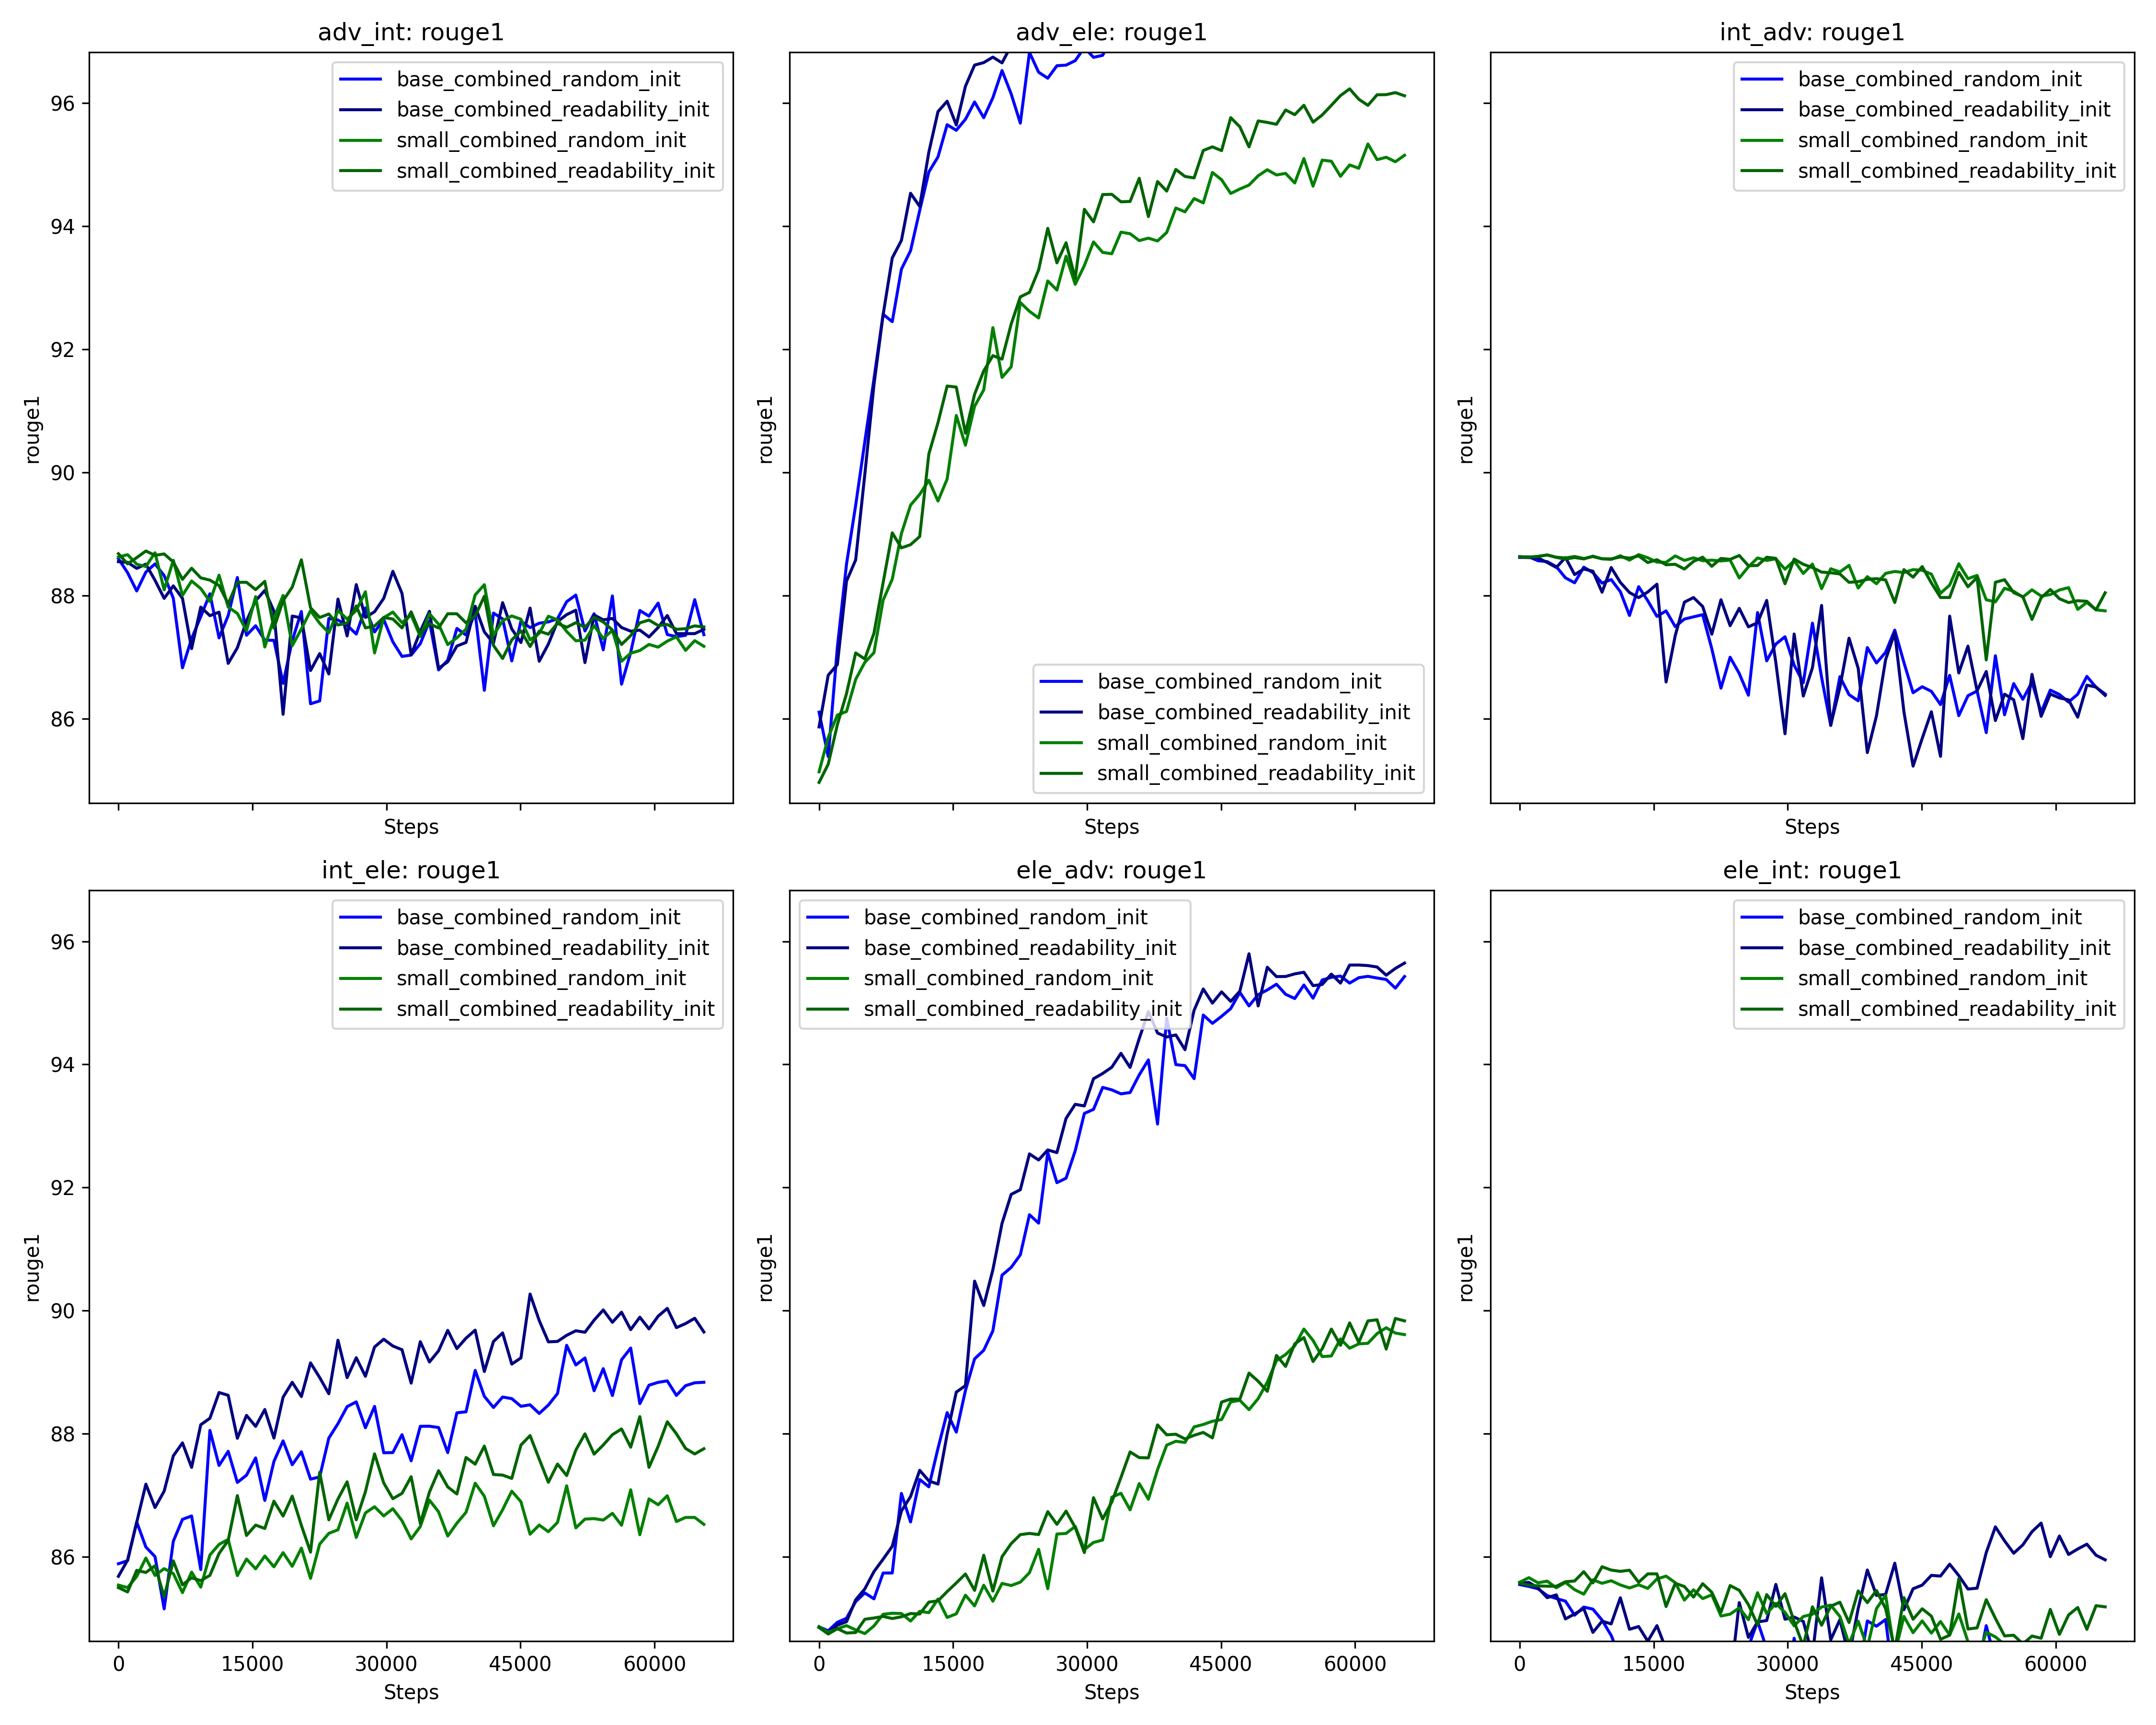 adv_int: rouge1
base_combined_random_init
base_combined_readability_init
small_combined_random_init
small_combined_readability_init
96
94
92
90
88
86
rouge1
Steps
adv_ele: rouge1
rouge1
base_combined_random_init
base_combined_readability_init
small_combined_random_init
small_combined_readability_init
Steps
int_adv: rouge1
base_combined_random_init
base_combined_readability_init
small_combined_random_init
small_combined_readability_init
rouge1
Steps
int_ele: rouge1
base_combined_random_init
base_combined_readability_init
small_combined_random_init
small_combined_readability_init
96
94
92
90
88
86
rouge1
0 15000 30000 45000 60000
Steps
ele_adv: rouge1
base_combined_random_init
base_combined_readability_init
small_combined_random_init
small_combined_readability_init
rouge1
0 15000 30000 45000 60000
Steps
ele_int: rouge1
base_combined_random_init
base_combined_readability_init
small_combined_random_init
small_combined_readability_init
rouge1
0 15000 30000 45000 60000
Steps